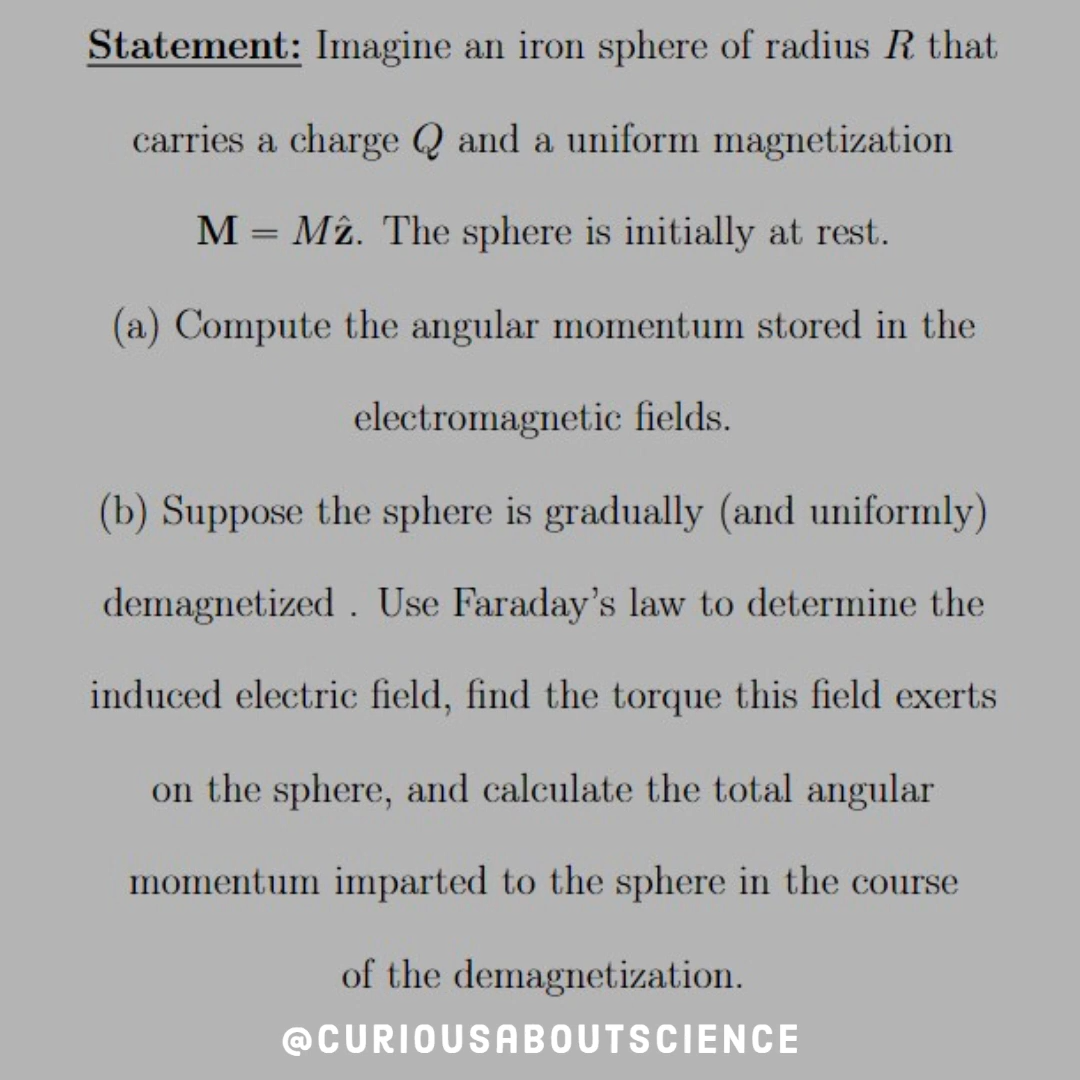 Statement: Imagine an iron sphere of radius R that
carries a charge Q and a uniform magnetization
M = Mẑ. The sphere is initially at rest.
(a) Compute the angular momentum stored in the
electromagnetic fields.
(b) Suppose the sphere is gradually (and uniformly)
demagnetized . Use Faraday's law to determine the
induced electric field, find the torque this field exerts
on the sphere, and calculate the total angular
momentum imparted to the sphere in the course
of the demagnetization.
@CURIOUSABOUTSCIENCE